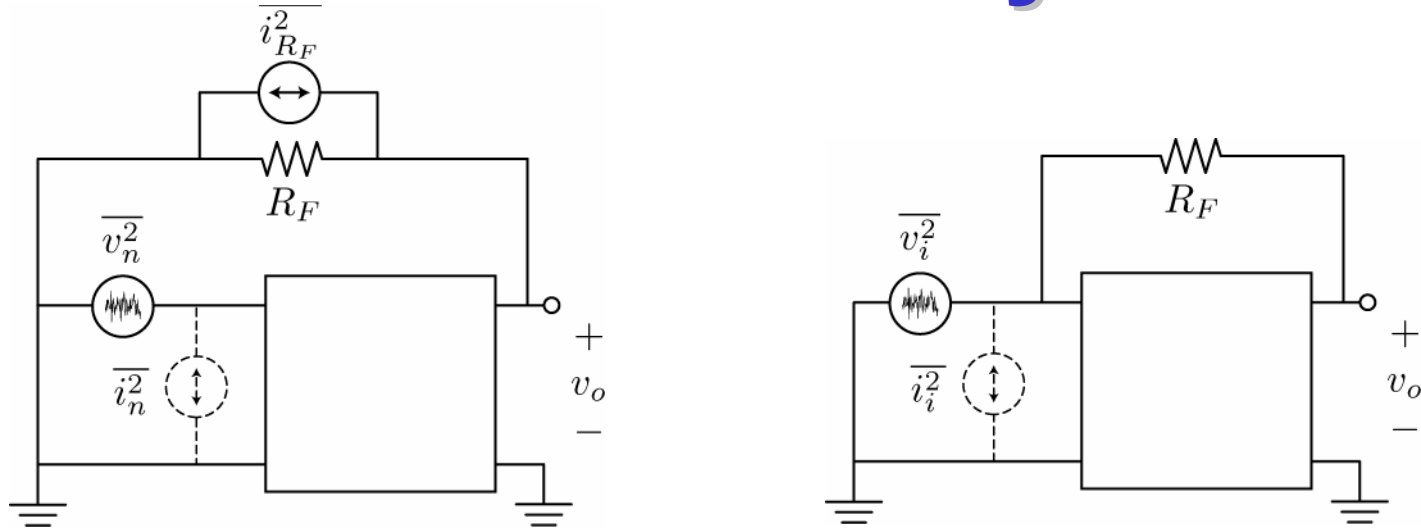 $\overline{i_{R_F}^2}$
$R_F$
$\overline{v_n^2}$
$\overline{i_n^2}$
+
$v_o$
−
$R_F$
$\overline{v_i^2}$
$\overline{i_i^2}$
+
$v_o$
−